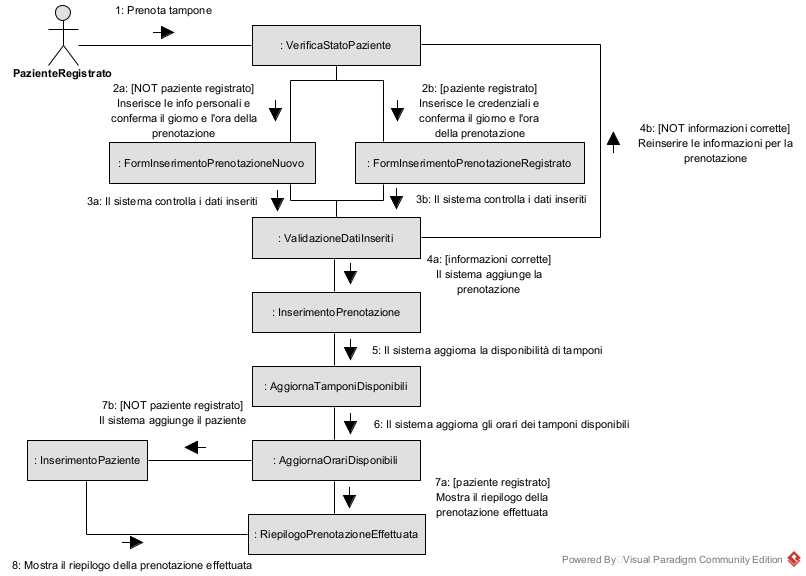 1: Prenota tampone
: VerificaStatoPaziente
PazienteRegistrato
2a: [NOT paziente registrato]
Inserisce le info personali e
conferma il giorno e l'ora della
prenotazione
2b: [paziente registrato]
Inserisce le credenziali e
conferma il giorno e l'ora
della prenotazione
4b: [NOT informazioni corrette]
Reinserire le informazioni per la
prenotazione
: FormInserimentoPrenotazioneNuovo
: FormInserimentoPrenotazioneRegistrato
3a: Il sistema controlla i dati inseriti
3b: Il sistema controlla i dati inseriti
: ValidazioneDatiInseriti
4a: [informazioni corrette]
Il sistema aggiunge la
prenotazione
: InserimentoPrenotazione
5: Il sistema aggiorna la disponibilità di tamponi
: AggiornaTamponiDisponibili
7b: [NOT paziente registrato]
Il sistema aggiunge il paziente
6: Il sistema aggiorna gli orari dei tamponi disponibili
: InserimentoPaziente
: AggiornaOrariDisponibili
7a: [paziente registrato]
Mostra il riepilogo della
prenotazione effettuata
: RiepilogoPrenotazioneEffettuata
8: Mostra il riepilogo della prenotazione effettuata
Powered By Visual Paradigm Community Edition